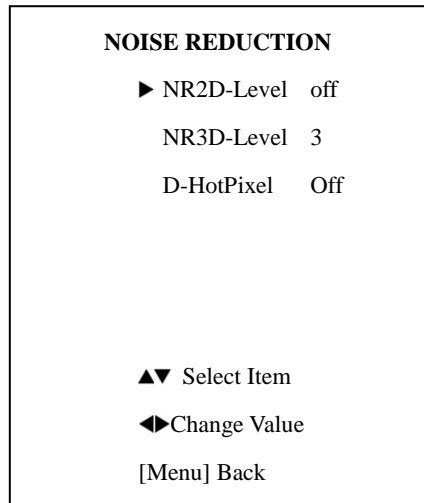 NOISE REDUCTION
▶ NR2D-Level off
NR3D-Level 3
D-HotPixel Off
▲▼ Select Item
◀▶Change Value
[Menu] Back